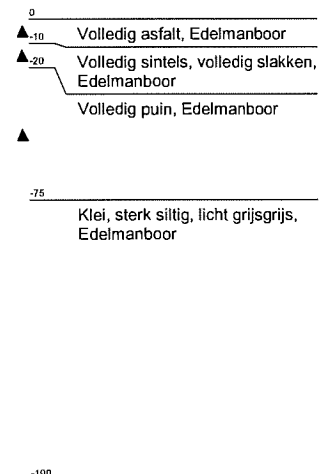 0
-10
Volledig asfalt, Edelmanboor
-20
Volledig sintels, volledig slakken,
Edelmanboor
Volledig puin, Edelmanboor
-75
Klei, sterk siltig, licht grijsgrijs,
Edelmanboor